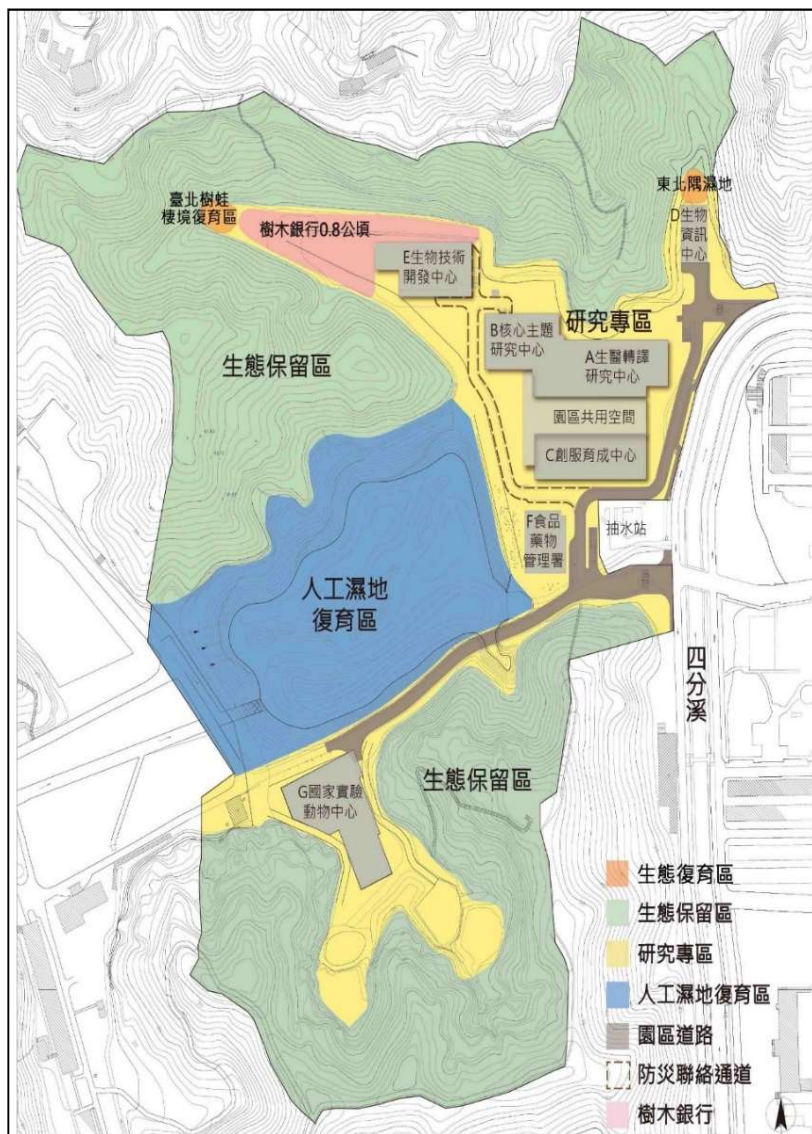 臺北樹蛙
棲境復育區
樹木銀行0.8公頃
東北隅濕地
D生物
資訊
中心
E生物技術
開發中心
研究專區
B核心主題
研究中心
A生醫轉譯
研究中心
生態保留區
園區共用空間
C創服育成中心
F食品
藥物
管理署
抽水站
人工濕地
復育區
四分溪
生態保留區
G國家實驗
動物中心
生態復育區
生態保留區
研究專區
人工濕地復育區
園區道路
防災聯絡通道
樹木銀行